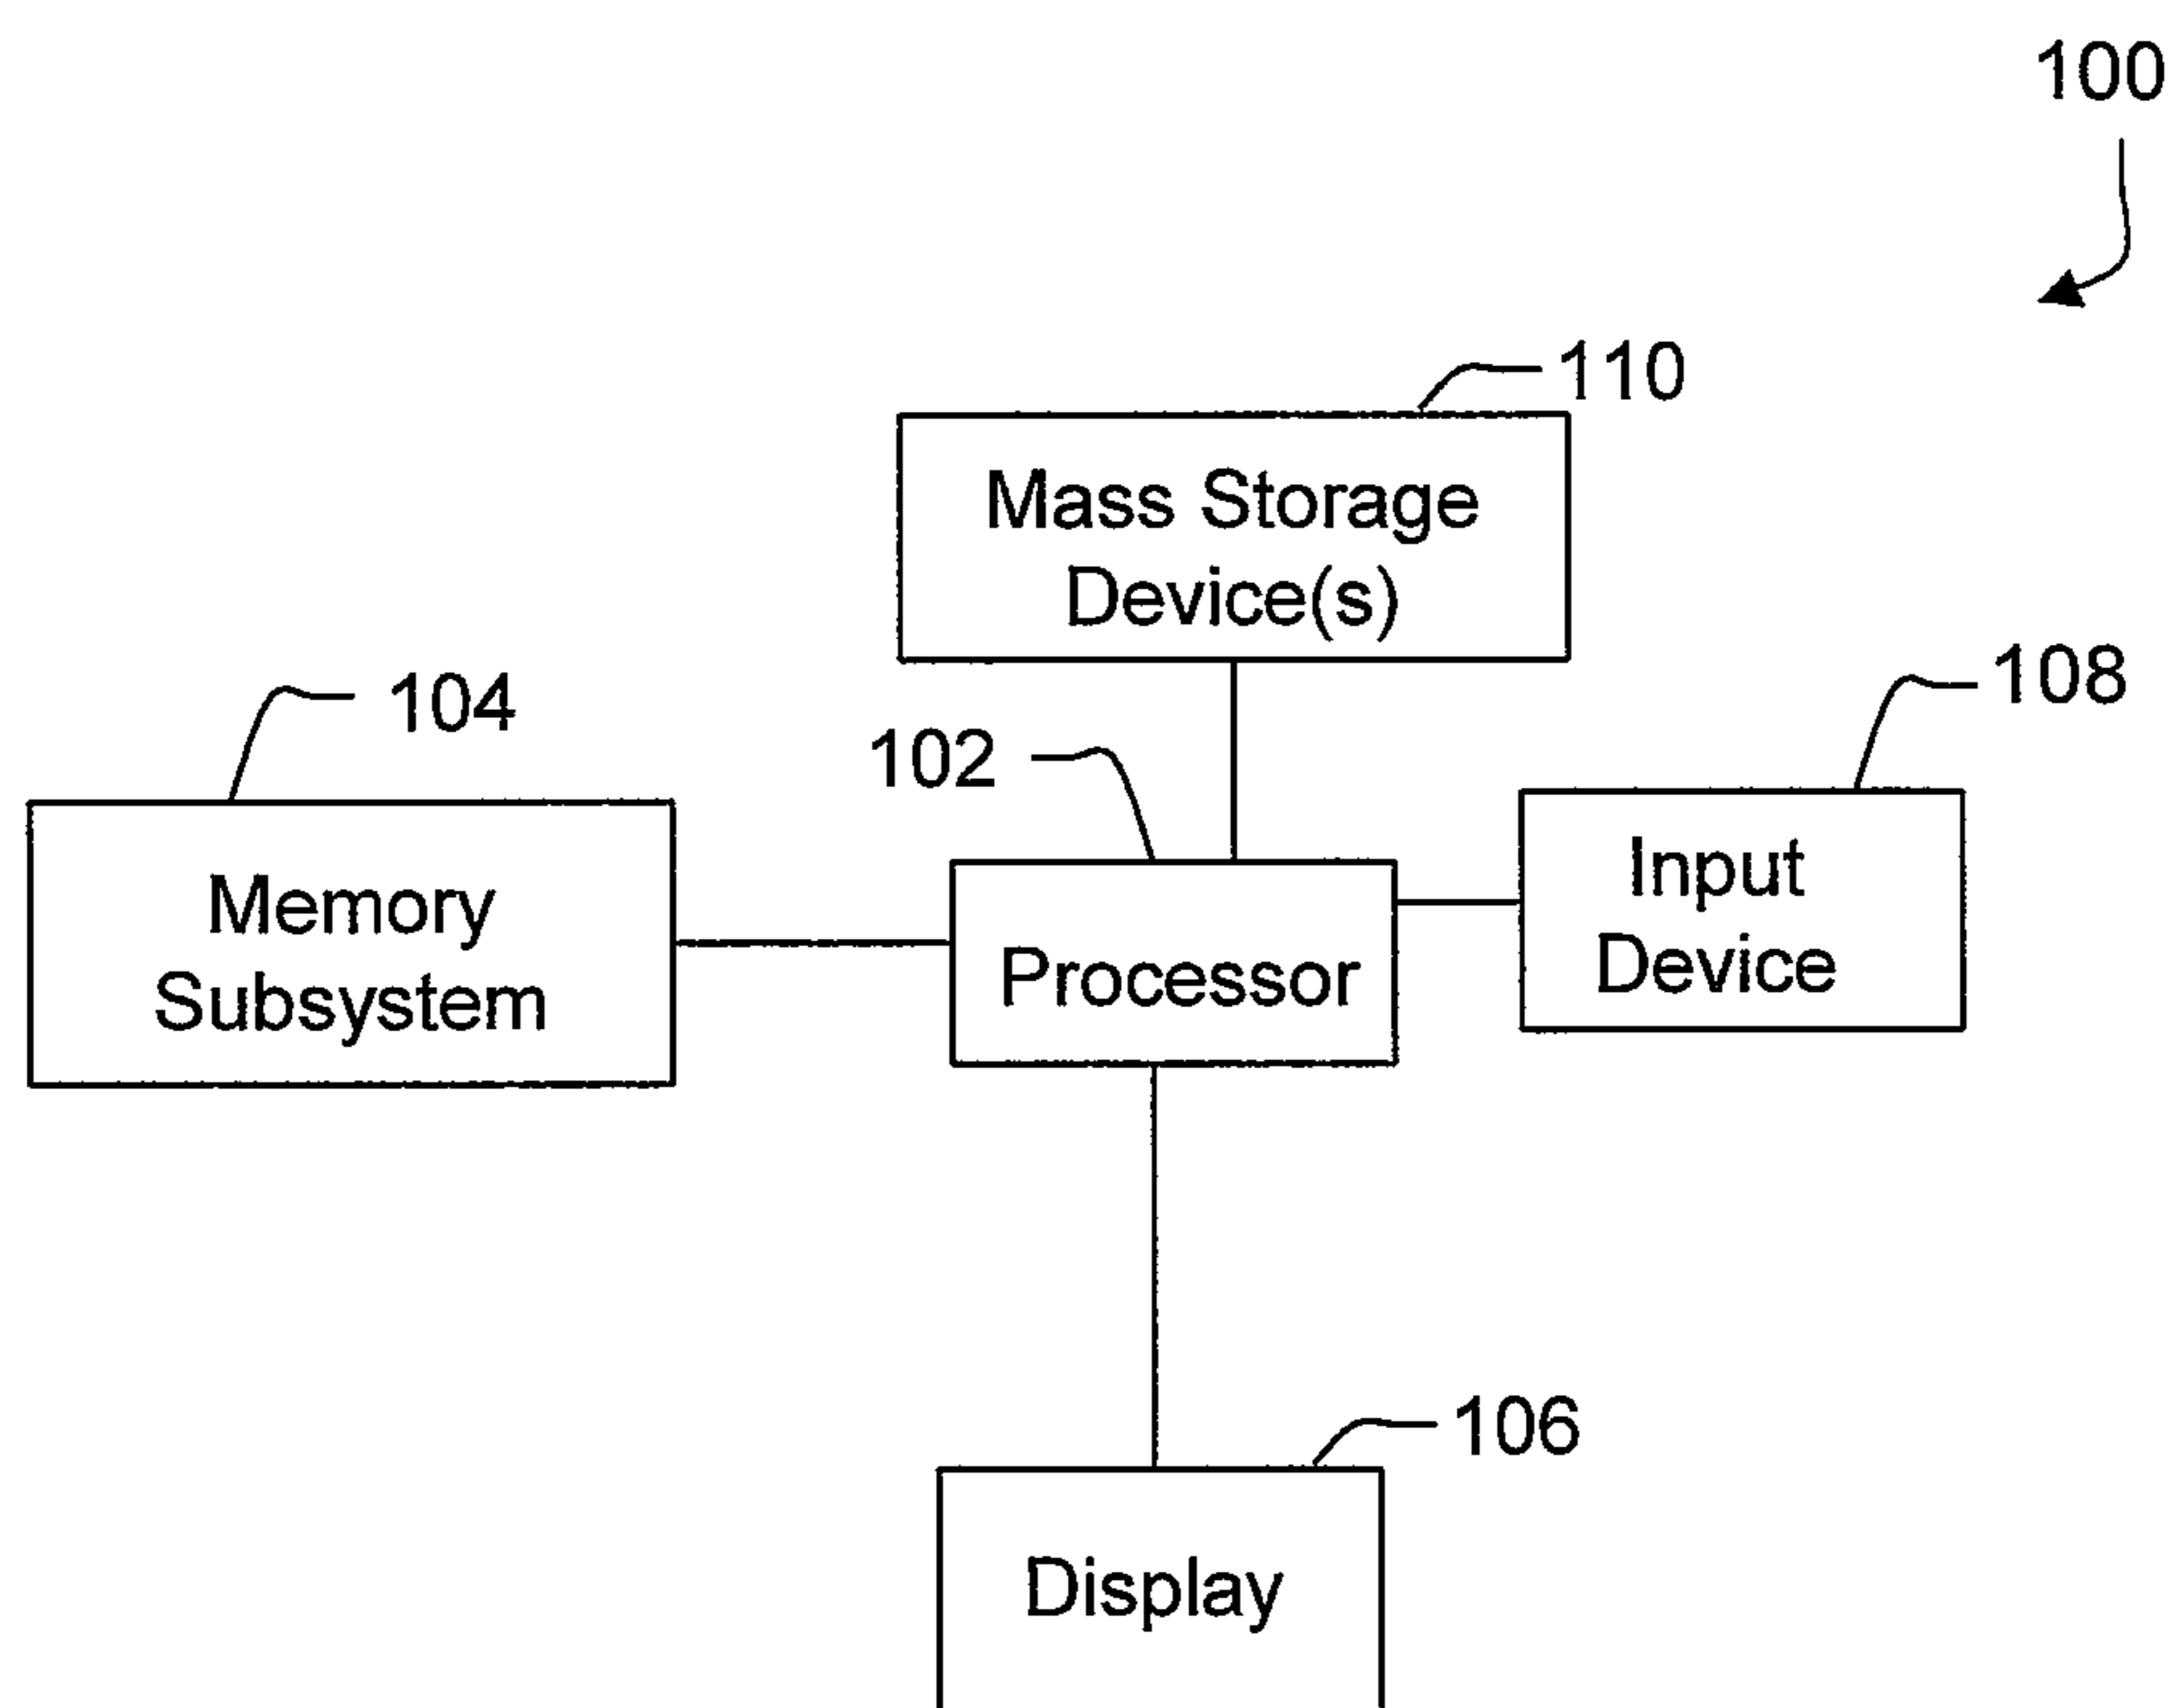 100
110
Mass Storage
Device(s)
104
102
108
Memory
Subsystem
Processor
Input
Device
106
Display